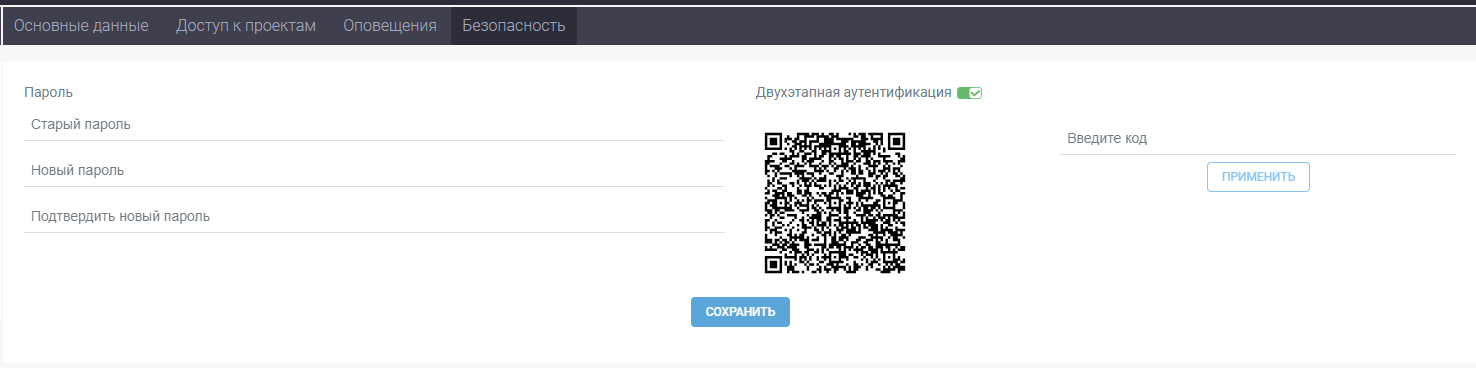 Основные данные Доступ к проектам Оповещения Безопасность
Пароль
Старый пароль
Новый пароль
Подтвердить новый пароль
Двухэтапная аутентификация
Введите код
ПРИМЕНИТЬ
СОХРАНИТЬ